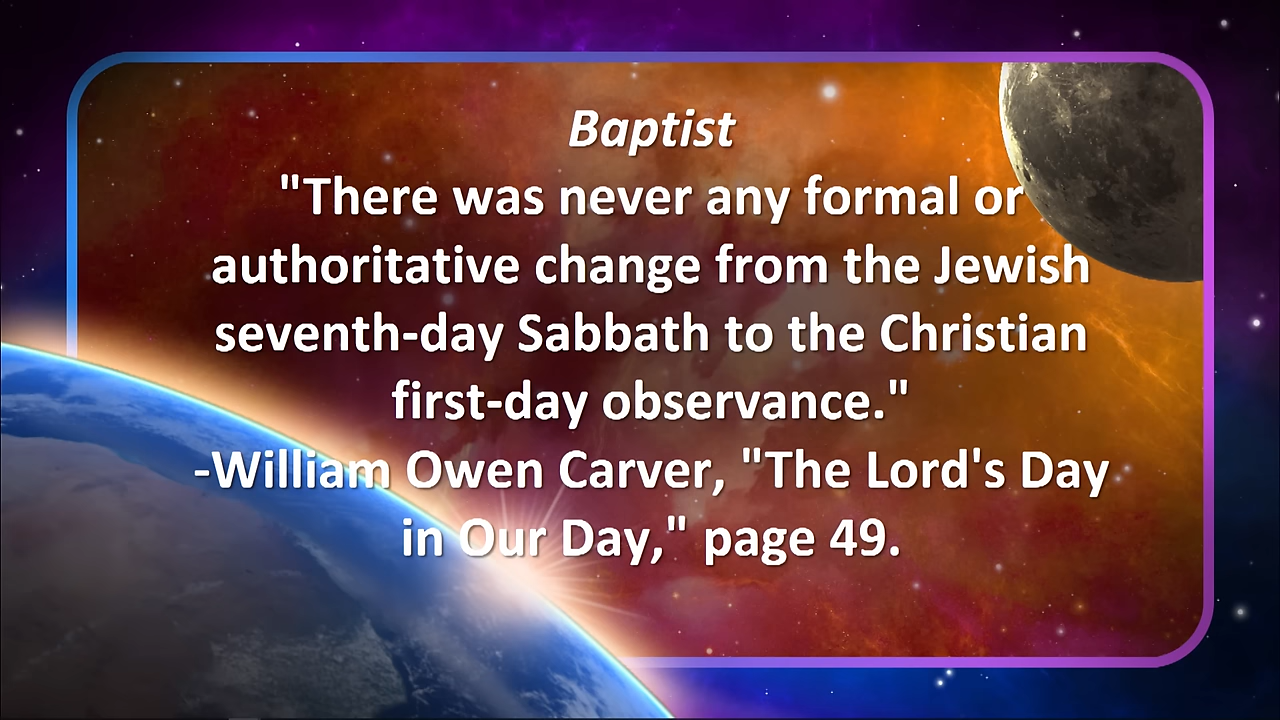 Baptist
"There was never any formal or
authoritative change from the Jewish
seventh-day Sabbath to the Christian
first-day observance."
-William Owen Carver, "The Lord's Day
in Our Day," page 49.